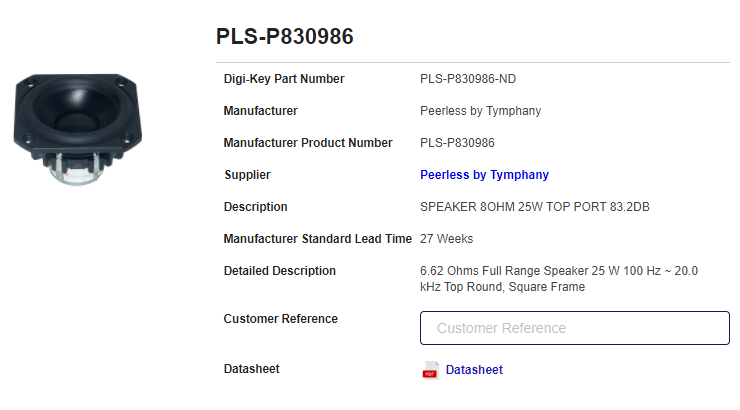 PLS-P830986
Digi-Key Part Number PLS-P830986-ND
Manufacturer Peerless by Tymphany
Manufacturer Product Number PLS-P830986
Supplier Peerless by Tymphany
Description SPEAKER 8OHM 25W TOP PORT 83.2DB
Manufacturer Standard Lead Time 27 Weeks
Detailed Description 6.62 Ohms Full Range Speaker 25 W 100 Hz ~ 20.0
kHz Top Round, Square Frame
Customer Reference Customer Reference
Datasheet PDF Datasheet